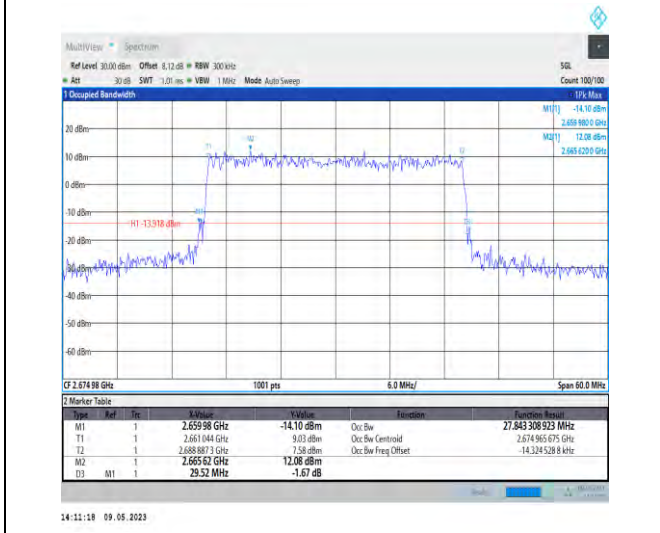 MultiView Spectrum
Ref Level 30.00 dBm Offset 8.12 dB RBW 300 kHz SGL
Att 30 dB SWT 1.01 ms VBW 1 MHz Mode Auto Sweep Count 100/100
1 Occupied Bandwidth 1Pk Max
M1[1] -14.10 dBm
2.659 980 0 GHz
M2[1] 12.08 dBm
2.665 620 0 GHz
20 dBm
T1
M2
T2
10 dBm
0 dBm
-10 dBm
H1 -13.918 dBm
-20 dBm
-30 dBm
-40 dBm
-50 dBm
-60 dBm
CF 2.674 98 GHz 1001 pts 6.0 MHz/ Span 60.0 MHz
2 Marker Table
Type Ref Trc X-Value Y-Value Function Function Result
M1 1 2.659 98 GHz -14.10 dBm Occ Bw 27.843 308 923 MHz
T1 1 2.661 044 GHz 9.03 dBm Occ Bw Centroid 2.674 965 675 GHz
T2 1 2.688 887 3 GHz 7.58 dBm Occ Bw Freq Offset -14.324 528 8 kHz
M2 1 2.665 62 GHz 12.08 dBm
D3 M1 1 29.52 MHz -1.67 dB
14:11:18 09.05.2023